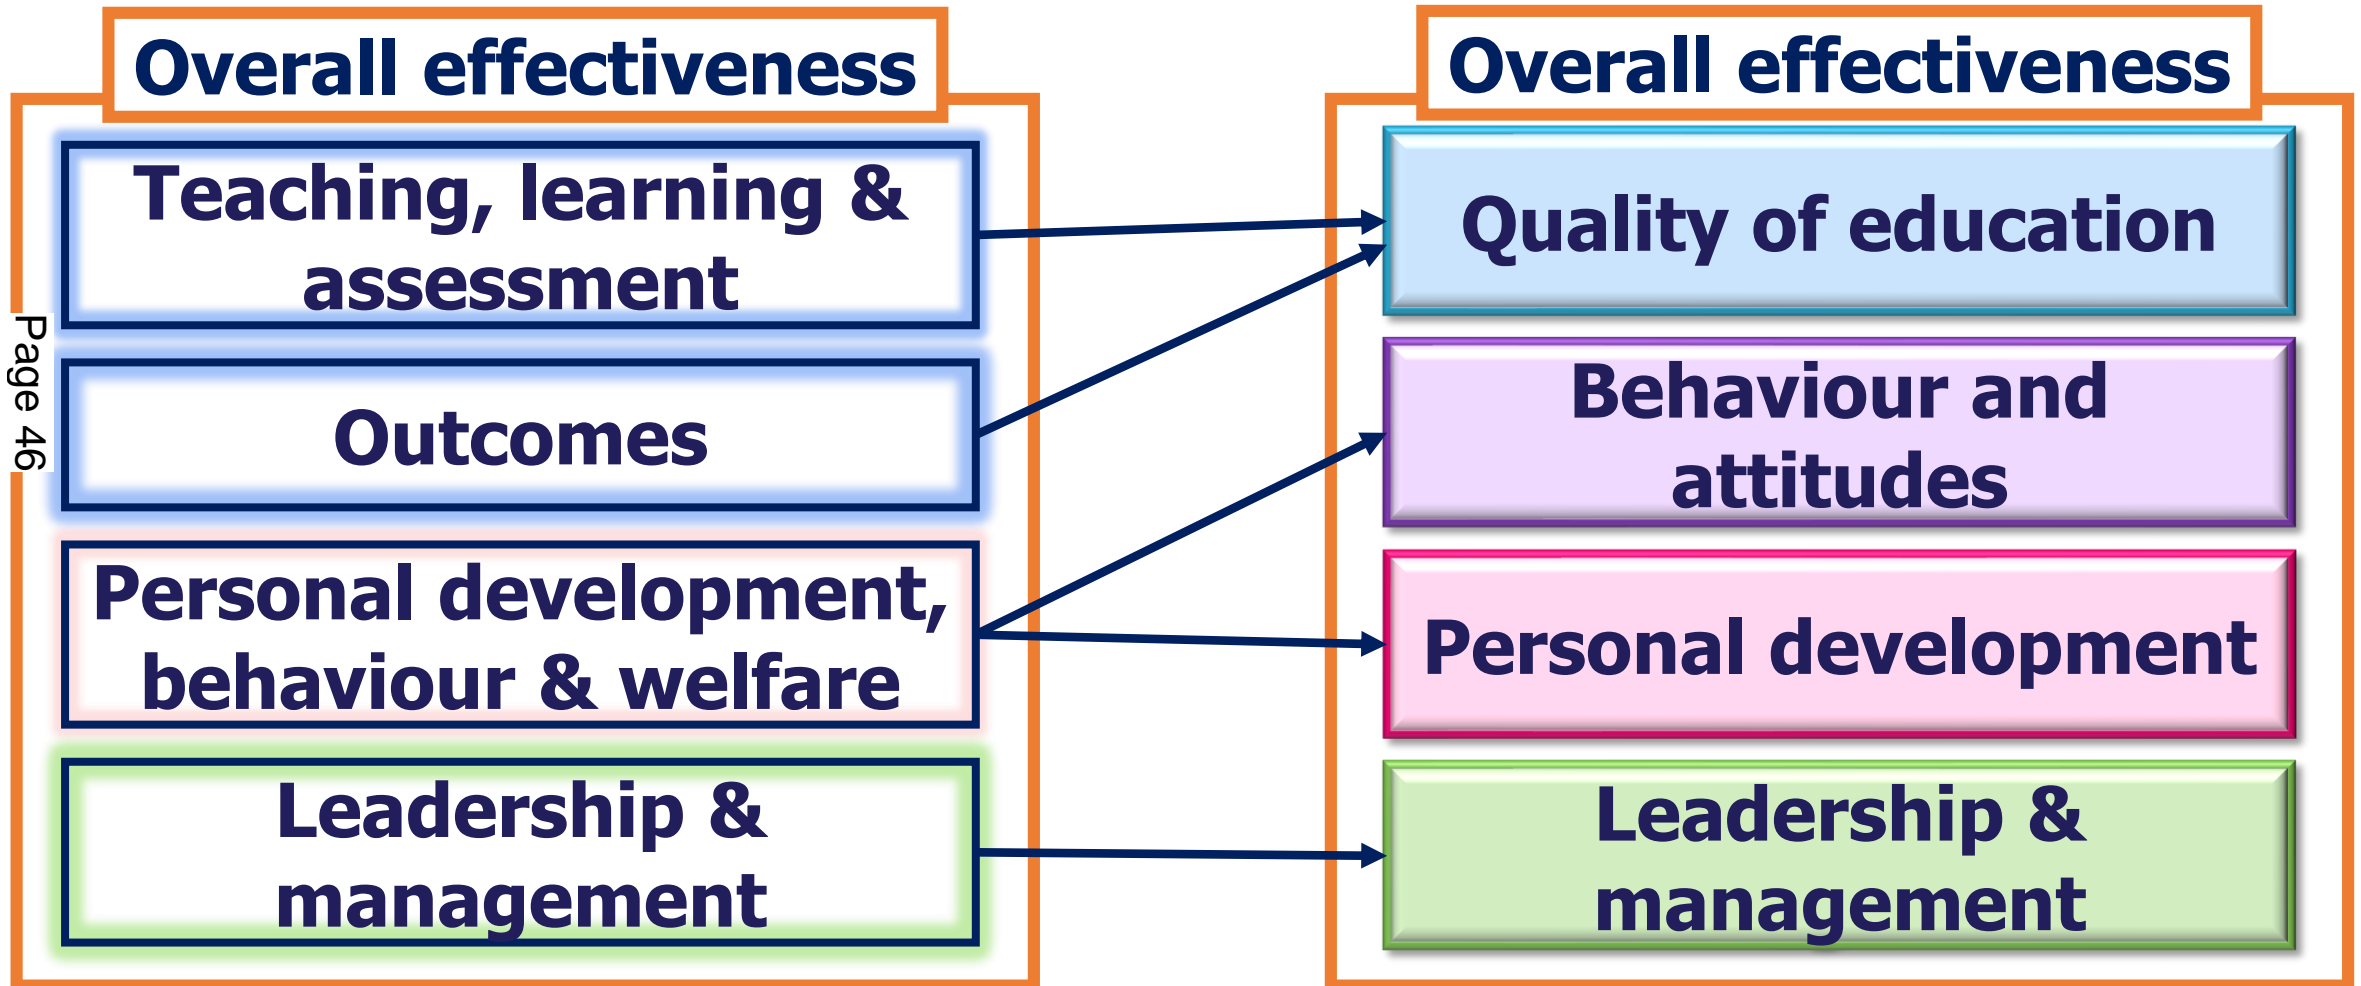 Overall effectiveness
Teaching, learning &
assessment
Outcomes
Personal development,
behaviour & welfare
Leadership &
management
Overall effectiveness
Quality of education
Behaviour and
attitudes
Personal development
Leadership &
management
Page 46